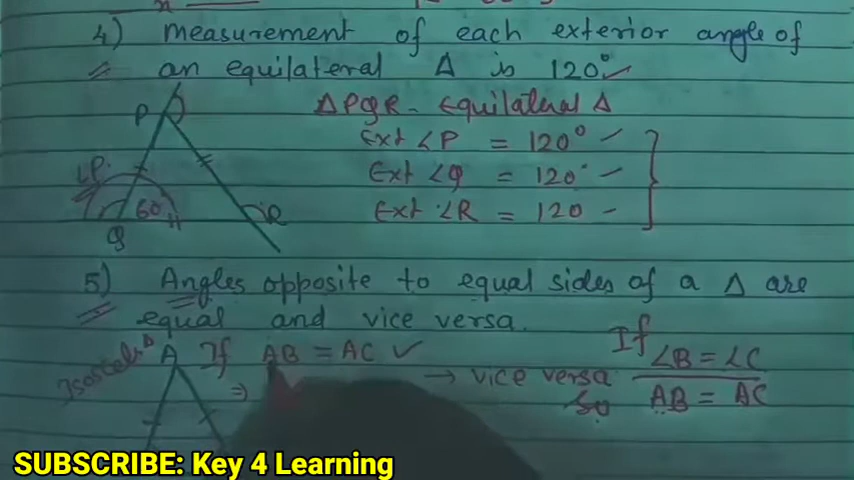 4) Measurement of each exterior angle of
an equilateral Δ is 120°
ΔPQR - Equilateral Δ
P
Ext ∠P = 120°
Ext ∠Q = 120°
LP.
60
Ext ∠R = 120
R
Q
5) Angles opposite to equal sides of a Δ are
equal and vice versa.
A If AB = AC ✓
If
∠B = ∠C
⇒
→ vice versa
So AB = AC
SUBSCRIBE: Key 4 Learning